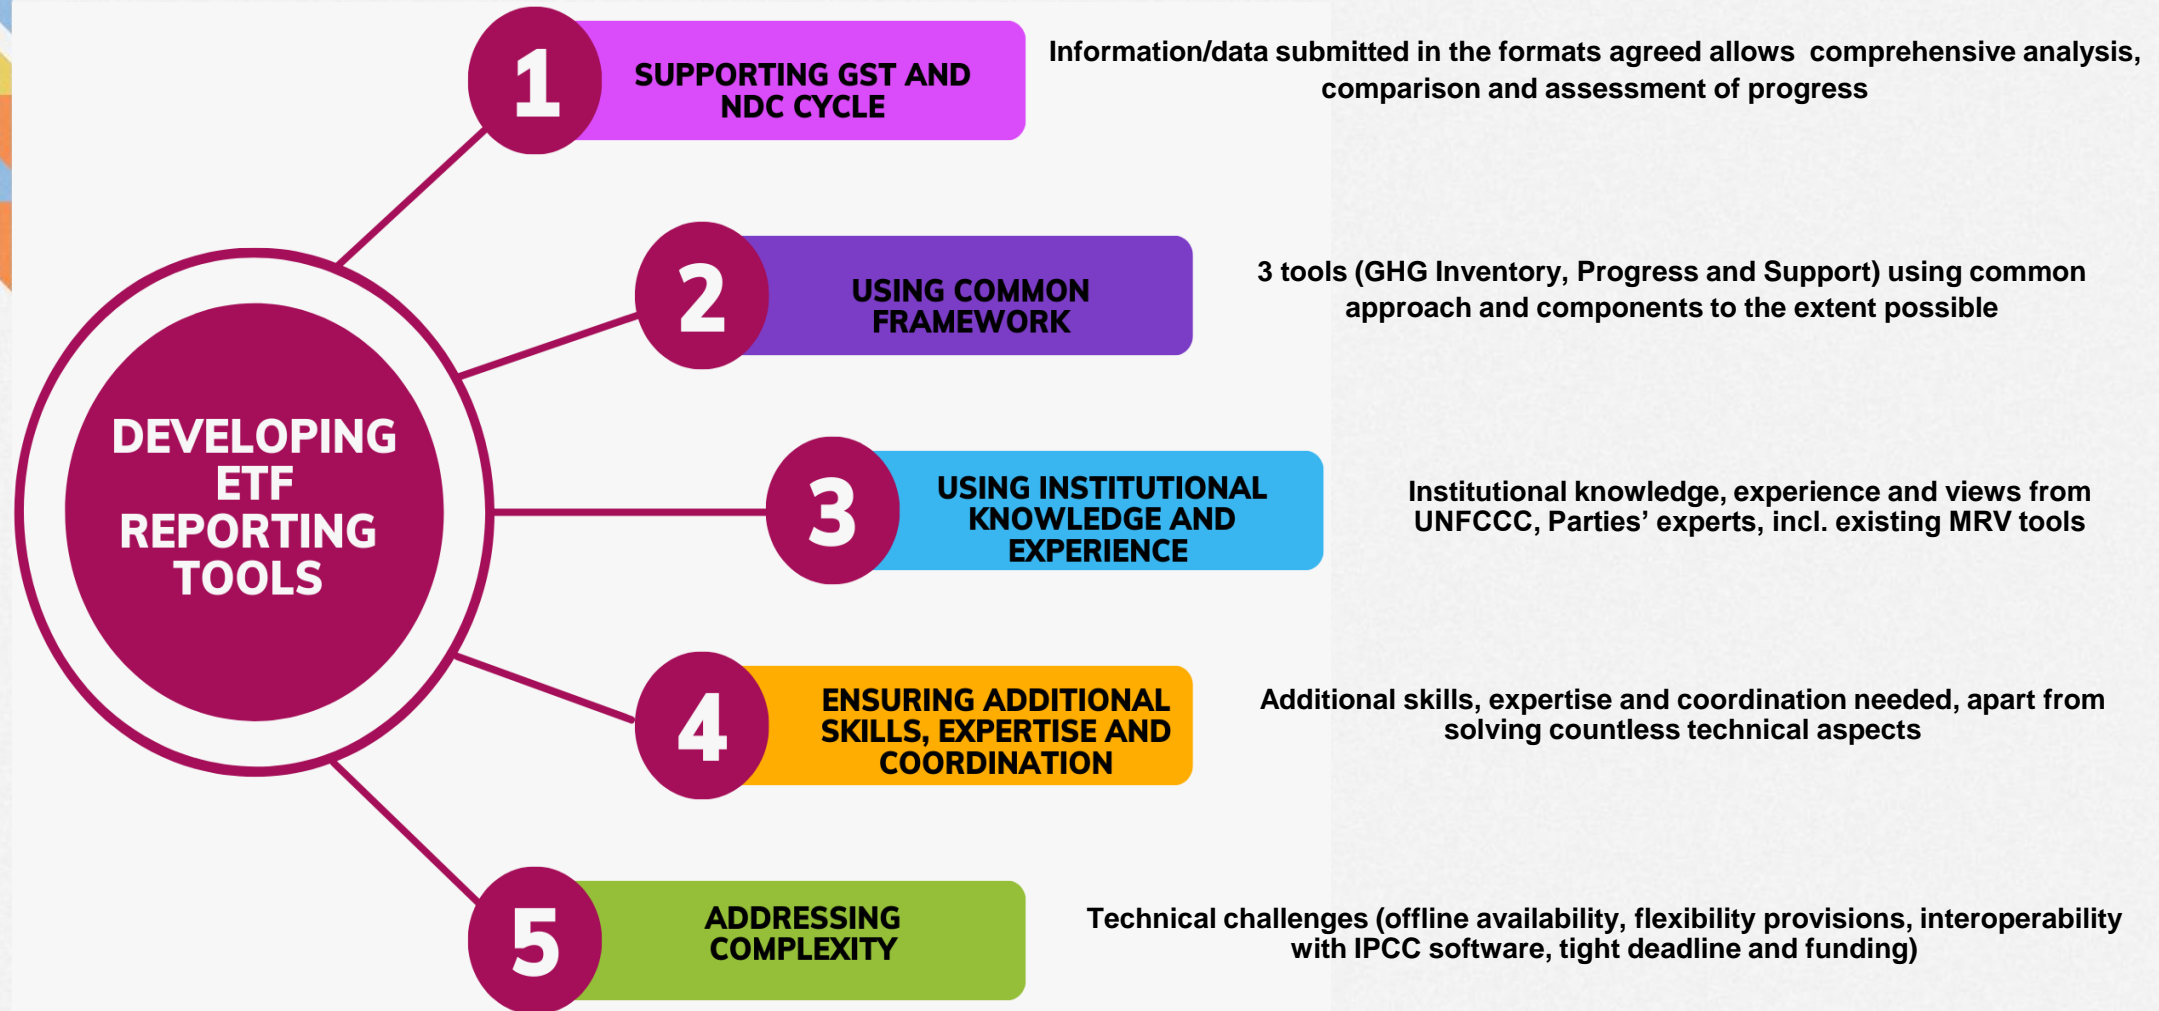 DEVELOPING
ETF
REPORTING
TOOLS
1
SUPPORTING GST AND
NDC CYCLE
Information/data submitted in the formats agreed allows comprehensive analysis,
comparison and assessment of progress
2
USING COMMON
FRAMEWORK
3 tools (GHG Inventory, Progress and Support) using common
approach and components to the extent possible
3
USING INSTITUTIONAL
KNOWLEDGE AND
EXPERIENCE
Institutional knowledge, experience and views from
UNFCCC, Parties’ experts, incl. existing MRV tools
4
ENSURING ADDITIONAL
SKILLS, EXPERTISE AND
COORDINATION
Additional skills, expertise and coordination needed, apart from
solving countless technical aspects
5
ADDRESSING
COMPLEXITY
Technical challenges (offline availability, flexibility provisions, interoperability
with IPCC software, tight deadline and funding)